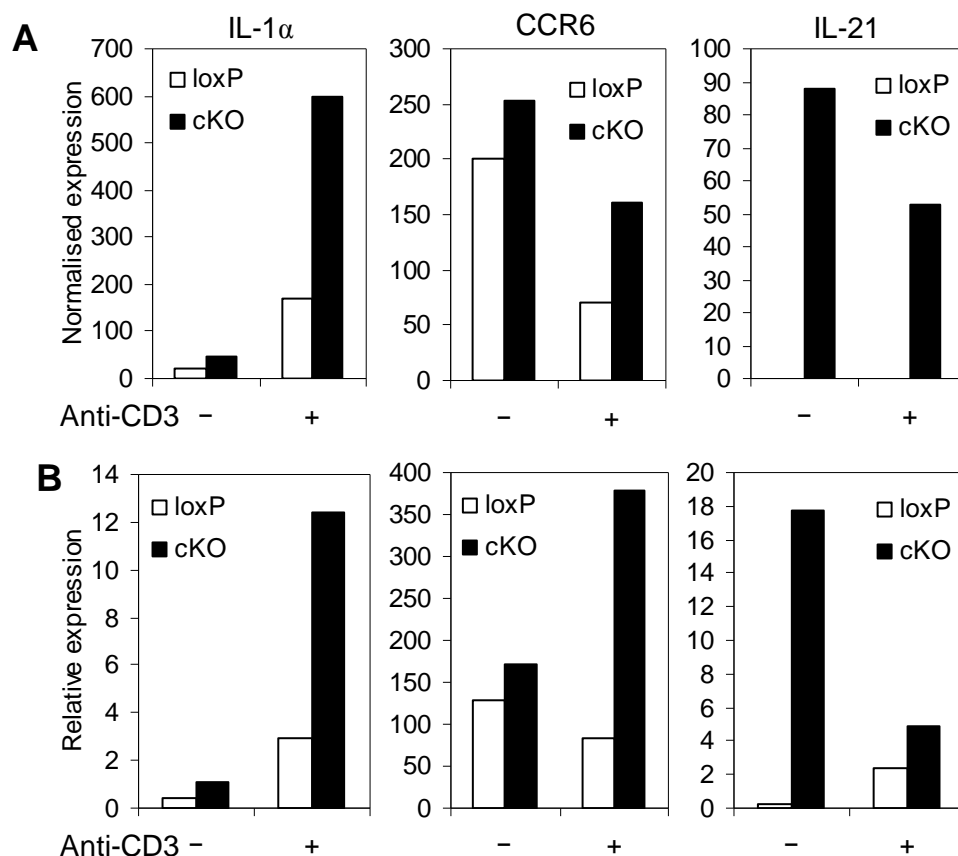 A
IL-1α
CCR6
IL-21
Normalised expression
700
600
500
400
300
200
100
0
loxP
cKO
300
250
200
150
100
50
0
loxP
cKO
100
90
80
70
60
50
40
30
20
10
0
loxP
cKO
Anti-CD3 − + − + − +
B
Relative expression
14
12
10
8
6
4
2
0
loxP
cKO
400
350
300
250
200
150
100
50
0
loxP
cKO
20
18
16
14
12
10
8
6
4
2
0
loxP
cKO
Anti-CD3 − + − + − +